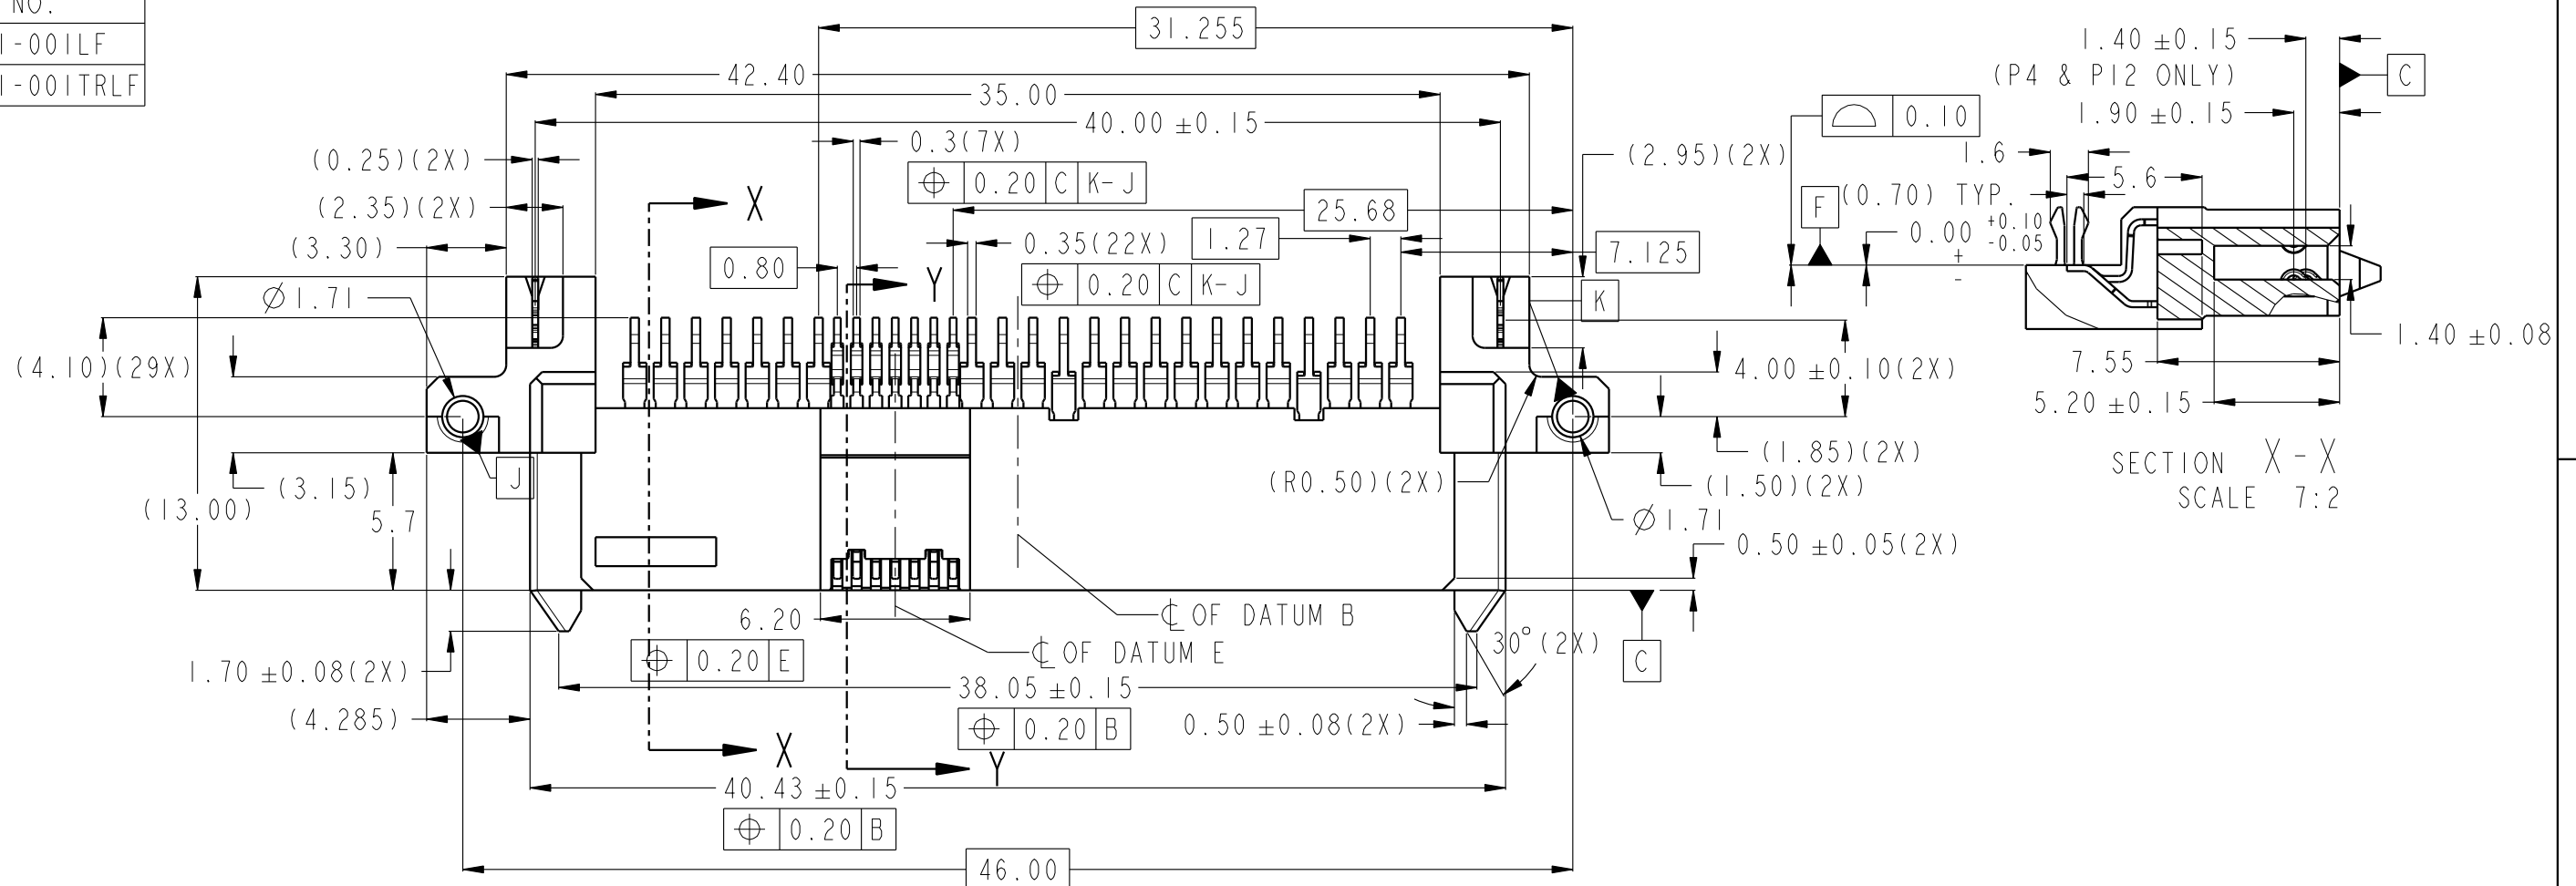 NO.
1-001LF
1-001TRLF
31.255
42.40
35.00
40.00 ±0.15
0.3(7X)
0.20 C K-J
(0.25)(2X)
(2.35)(2X)
(3.30)
X
25.68
0.80
0.35(22X)
1.27
7.125
Y
0.20 C K-J
Ø1.71
K
(2.95)(2X)
(4.10)(29X)
4.00 ±0.10(2X)
J
(3.15)
(13.00)
5.7
(R0.50)(2X)
(1.85)(2X)
(1.50)(2X)
Ø1.71
0.50 ±0.05(2X)
6.20
℄ OF DATUM B
0.20 E
℄ OF DATUM E
30°(2X)
C
1.70 ±0.08(2X)
38.05 ±0.15
(4.285)
0.20 B
0.50 ±0.08(2X)
X
Y
40.43 ±0.15
0.20 B
46.00
1.40 ±0.15
(P4 & P12 ONLY)
C
0.10
1.90 ±0.15
1.6
5.6
(0.70) TYP.
F
0.00 +0.10 -0.05
+
-
1.40 ±0.08
7.55
5.20 ±0.15
SECTION X-X
SCALE 7:2